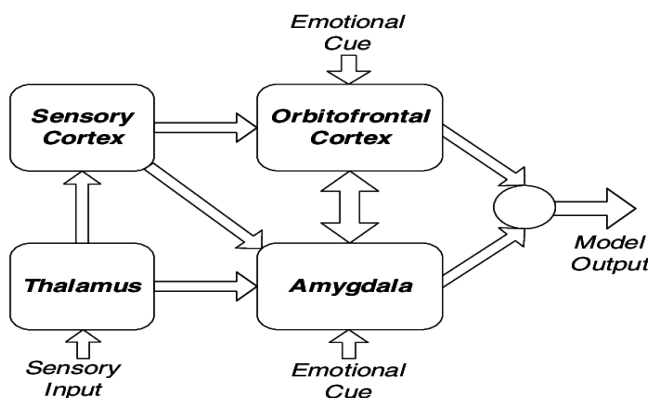 Emotional
Cue
Sensory
Cortex
Orbitofrontal
Cortex
Thalamus
Amygdala
Model
Output
Sensory
Input
Emotional
Cue